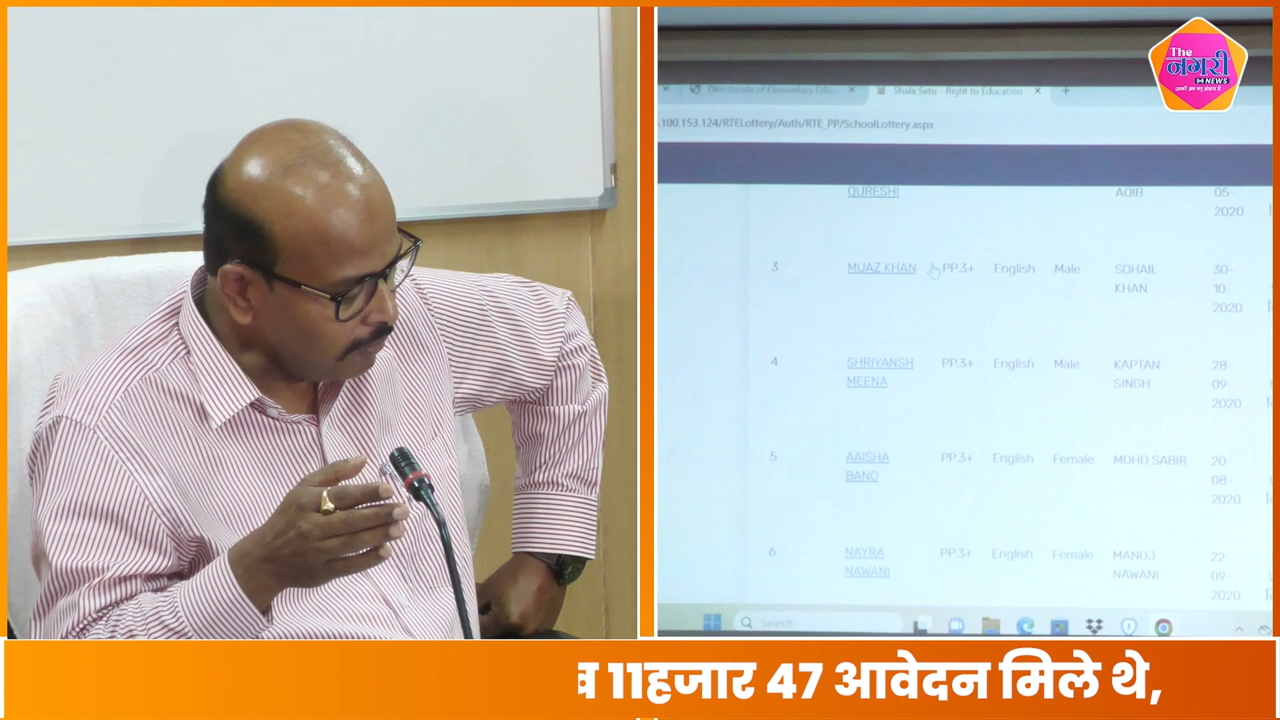 The
नगरी
NEWS
Directorate of Elementary Edu
Shala Setu - Right to Education
.100.153.124/RTELottery/Auth/RTE_PP/SchoolLottery.aspx
QURESHI AQIB 05-
2020
3 MUAZ KHAN PP.3+ English Male SOHAIL 30-
KHAN 10-
2020
4 SHRIYANSH PP.3+ English Male KAPTAN 28-
MEENA SINGH 09-
2020
5 AAISHA PP.3+ English Female MOHD SABIR 20-
BANO 08-
2020
6 NAYRA PP.3+ English Female MANOJ 22-
NAWANI NAWANI 09-
2020
Search
11हजार 47 आवेदन मिले थे,